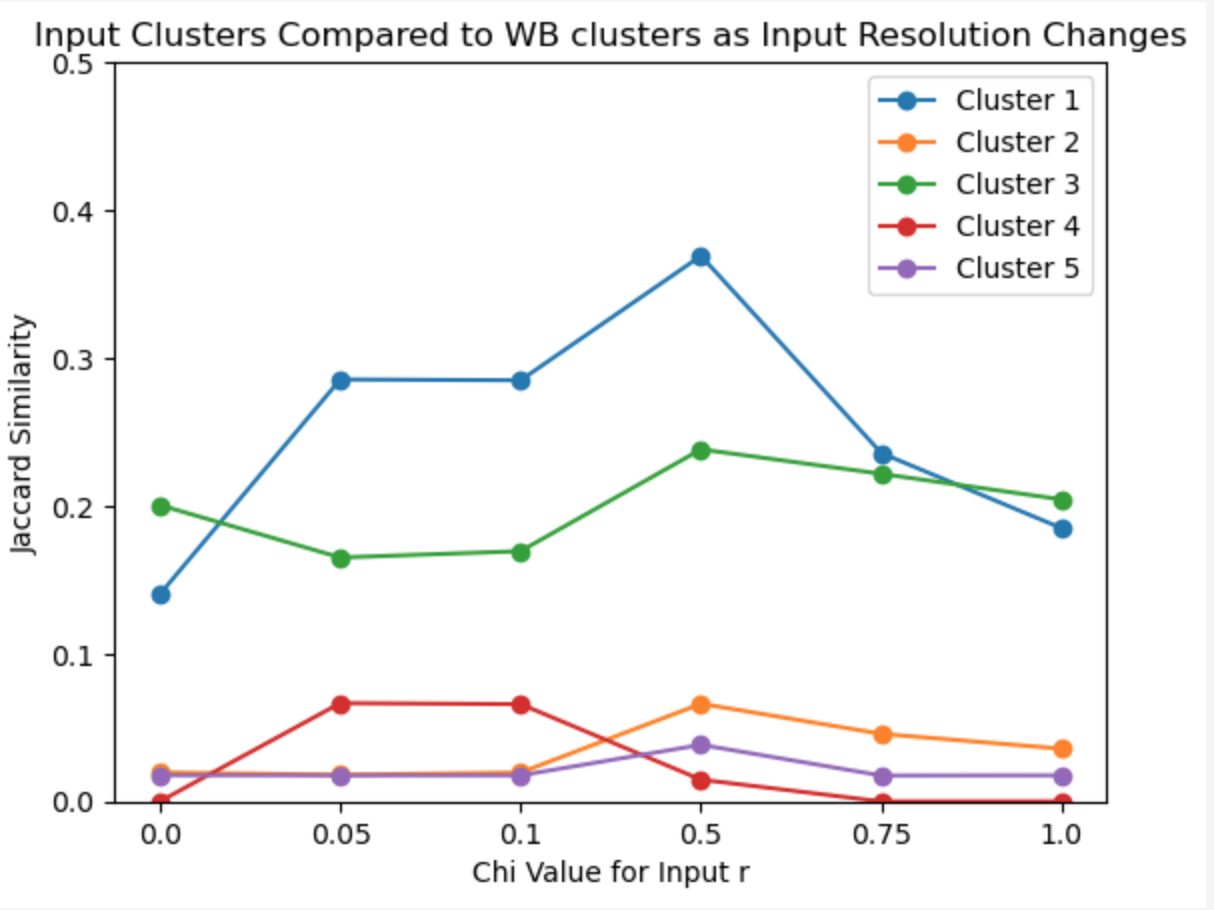 Input Clusters Compared to WB clusters as Input Resolution Changes
0.5
0.4
0.3
0.2
0.1
0.0
Jaccard Similarity
Cluster 1
Cluster 2
Cluster 3
Cluster 4
Cluster 5
0.0 0.05 0.1 0.5 0.75 1.0
Chi Value for Input r